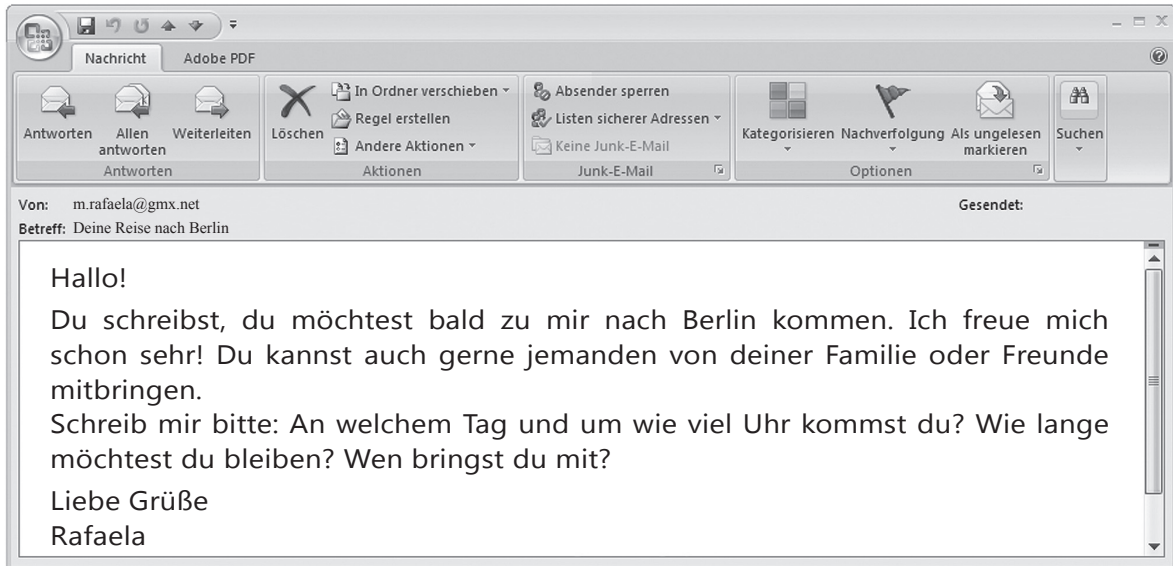 Nachricht Adobe PDF
Antworten Allen antworten Weiterleiten
Antworten
Löschen In Ordner verschieben
Regel erstellen
Andere Aktionen
Aktionen
Absender sperren
Listen sicherer Adressen
Keine Junk-E-Mail
Junk-E-Mail
Kategorisieren Nachverfolgung Als ungelesen markieren
Optionen
Suchen
Von: m.rafaela@gmx.net Gesendet:
Betreff: Deine Reise nach Berlin
Hallo!
Du schreibst, du möchtest bald zu mir nach Berlin kommen. Ich freue mich
schon sehr! Du kannst auch gerne jemanden von deiner Familie oder Freunde
mitbringen.
Schreib mir bitte: An welchem Tag und um wie viel Uhr kommst du? Wie lange
möchtest du bleiben? Wen bringst du mit?
Liebe Grüße
Rafaela